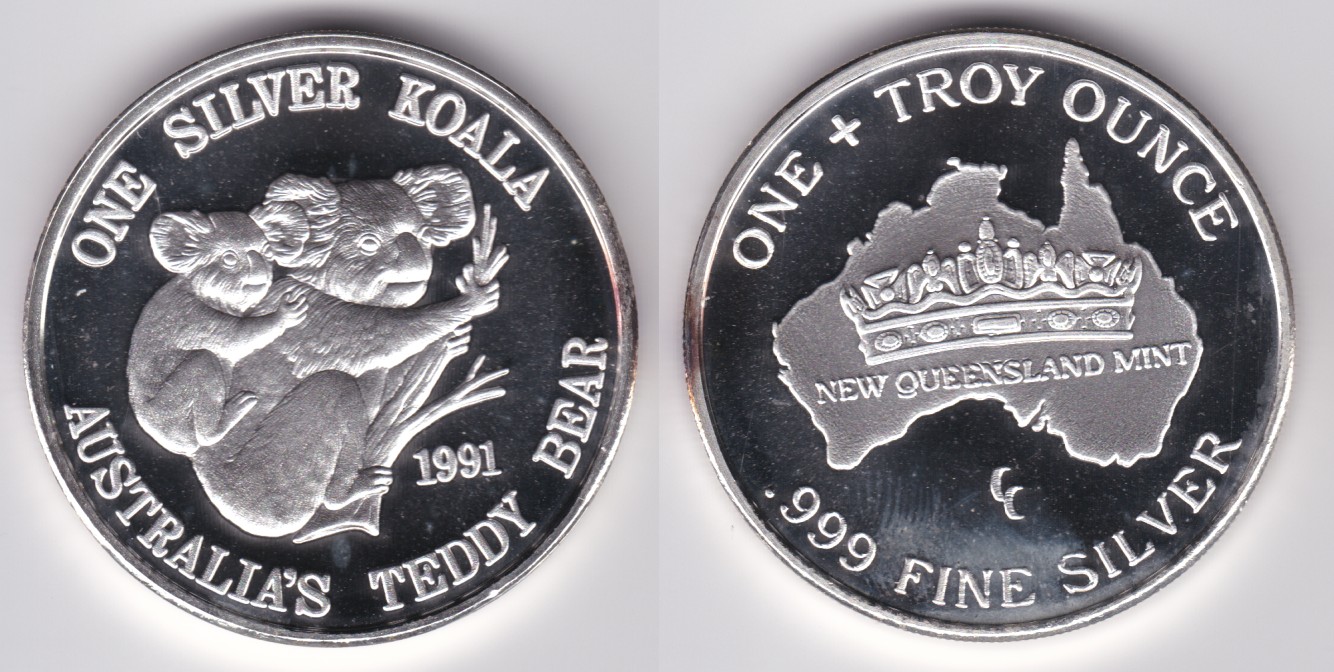 ONE SILVER KOALA
1991
AUSTRALIA'S TEDDY BEAR
ONE + TROY OUNCE
NEW QUEENSLAND MINT
.999 FINE SILVER